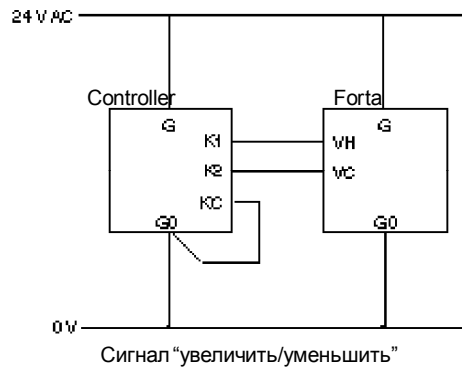 24 V AC
Controller
Forta
G
G
K1
VH
K2
VC
KC
G0
G0
0 V
Сигнал “увеличить/уменьшить”